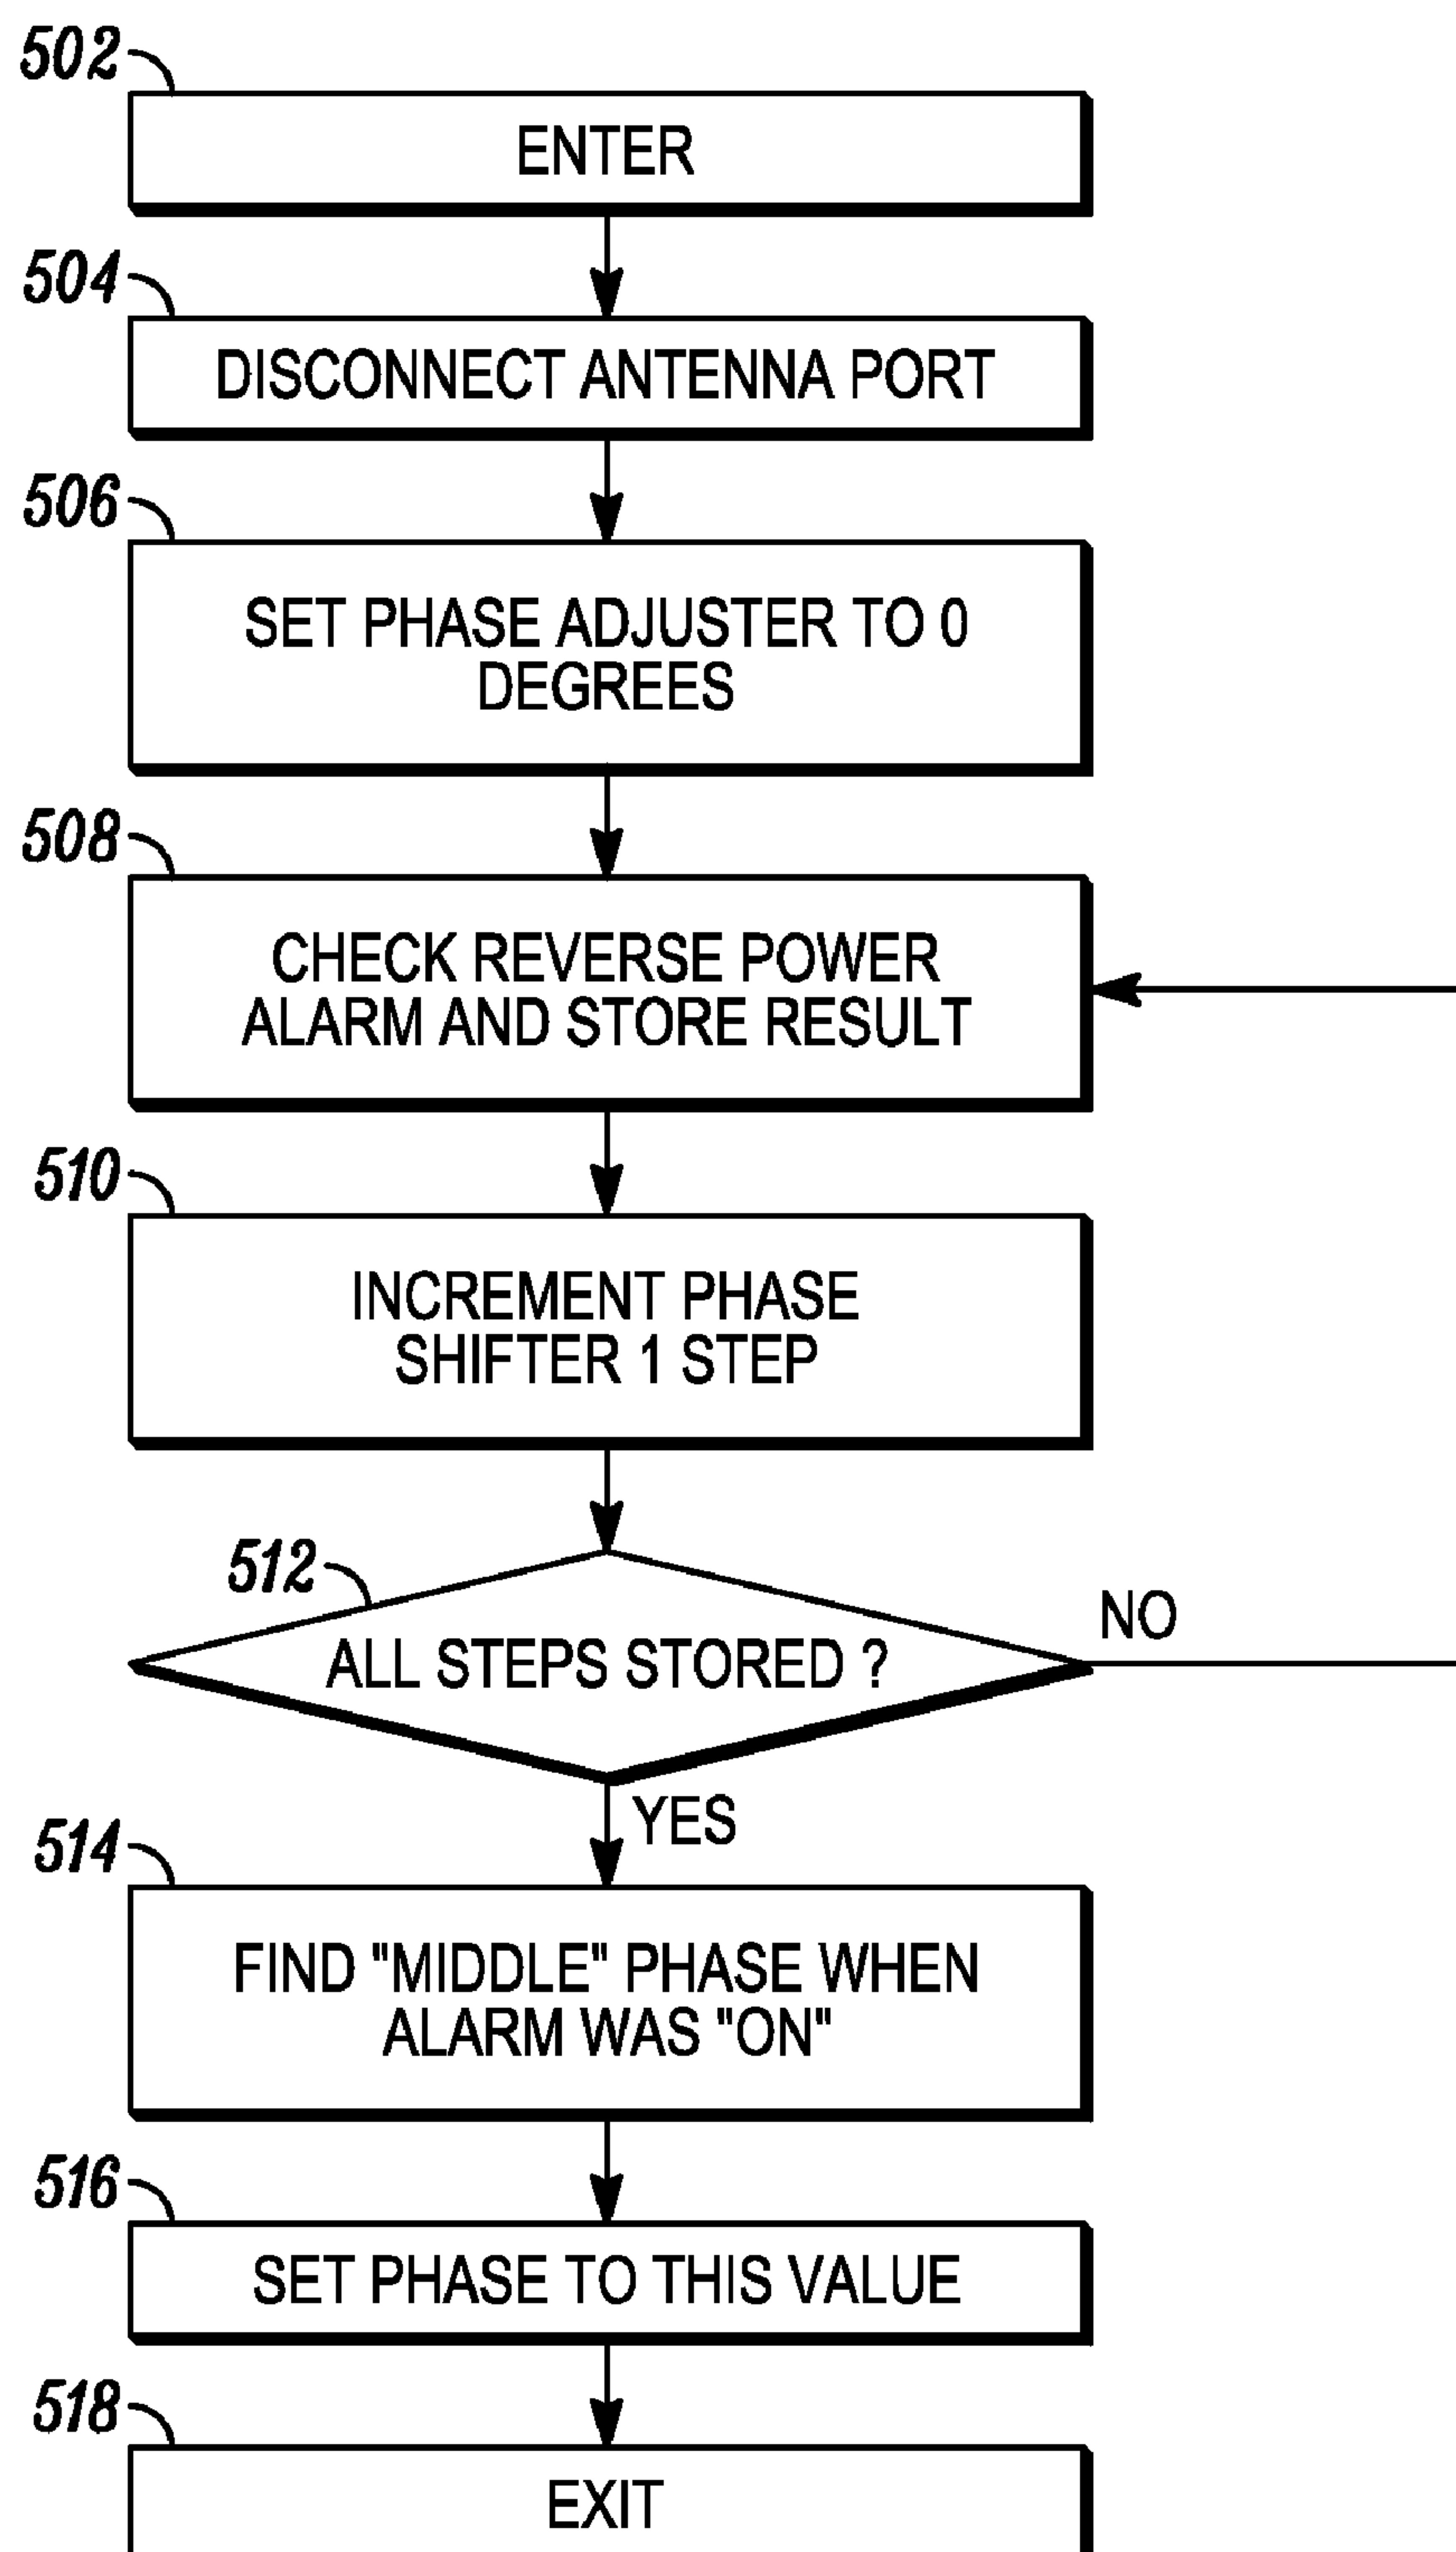 502
ENTER
504
DISCONNECT ANTENNA PORT
506
SET PHASE ADJUSTER TO 0
DEGREES
508
CHECK REVERSE POWER
ALARM AND STORE RESULT
510
INCREMENT PHASE
SHIFTER 1 STEP
512
ALL STEPS STORED ?
NO
YES
514
FIND "MIDDLE" PHASE WHEN
ALARM WAS "ON"
516
SET PHASE TO THIS VALUE
518
EXIT